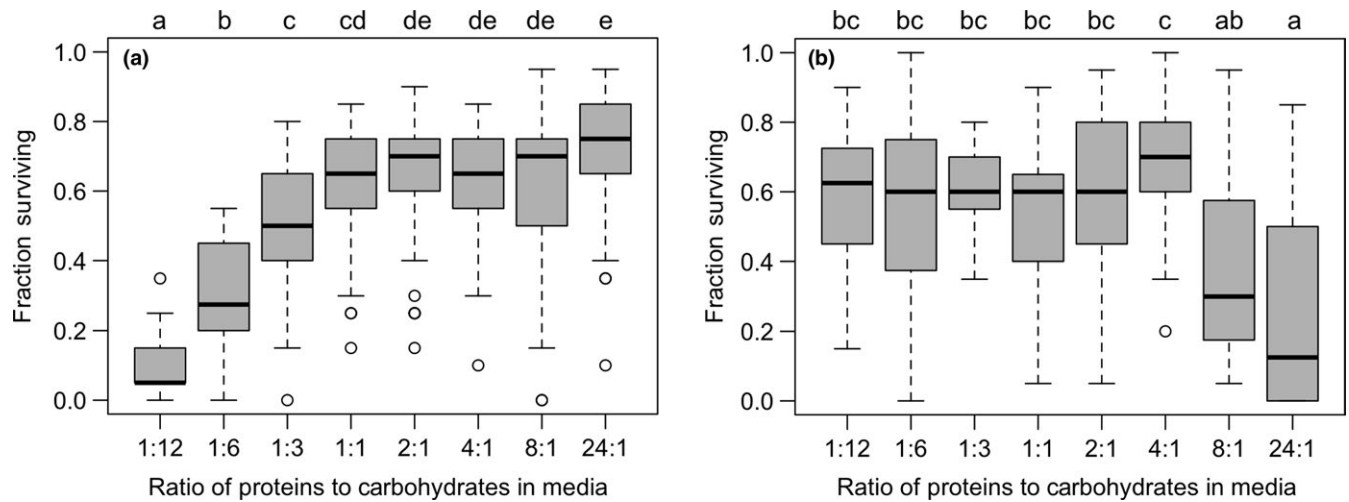 a b c cd de de de e
(a)
1.0
0.8
0.6
0.4
0.2
0.0
Fraction surviving
1:12 1:6 1:3 1:1 2:1 4:1 8:1 24:1
Ratio of proteins to carbohydrates in media
bc bc bc bc bc c ab a
(b)
1.0
0.8
0.6
0.4
0.2
0.0
Fraction surviving
1:12 1:6 1:3 1:1 2:1 4:1 8:1 24:1
Ratio of proteins to carbohydrates in media